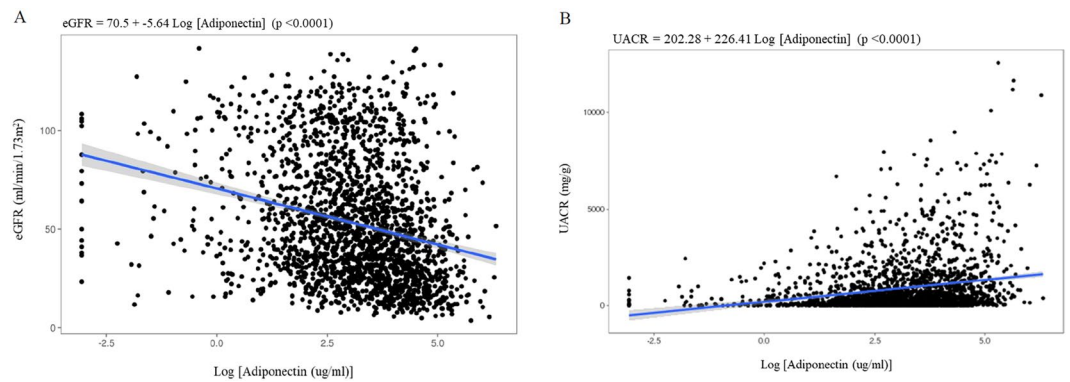 A
eGFR = 70.5 + -5.64 Log [Adiponectin] (p <0.0001)
eGFR (ml/min/1.73m²)
100
50
0
-2.5
0.0
2.5
5.0
Log [Adiponectin (ug/ml)]
B
UACR = 202.28 + 226.41 Log [Adiponectin] (p <0.0001)
UACR (mg/g)
10000
5000
0
-2.5
0.0
2.5
5.0
Log [Adiponectin (ug/ml)]